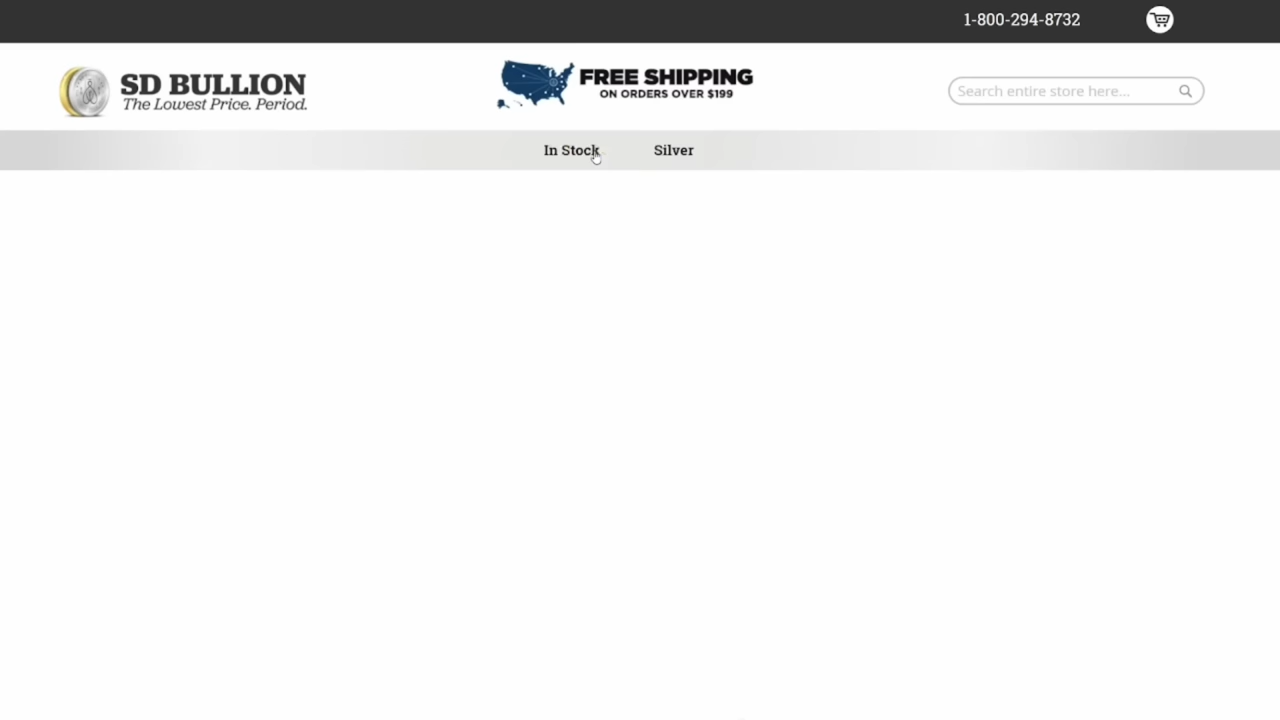 1-800-294-8732
SD BULLION
The Lowest Price. Period.
FREE SHIPPING
ON ORDERS OVER $199
Search entire store here...
In Stock
Silver